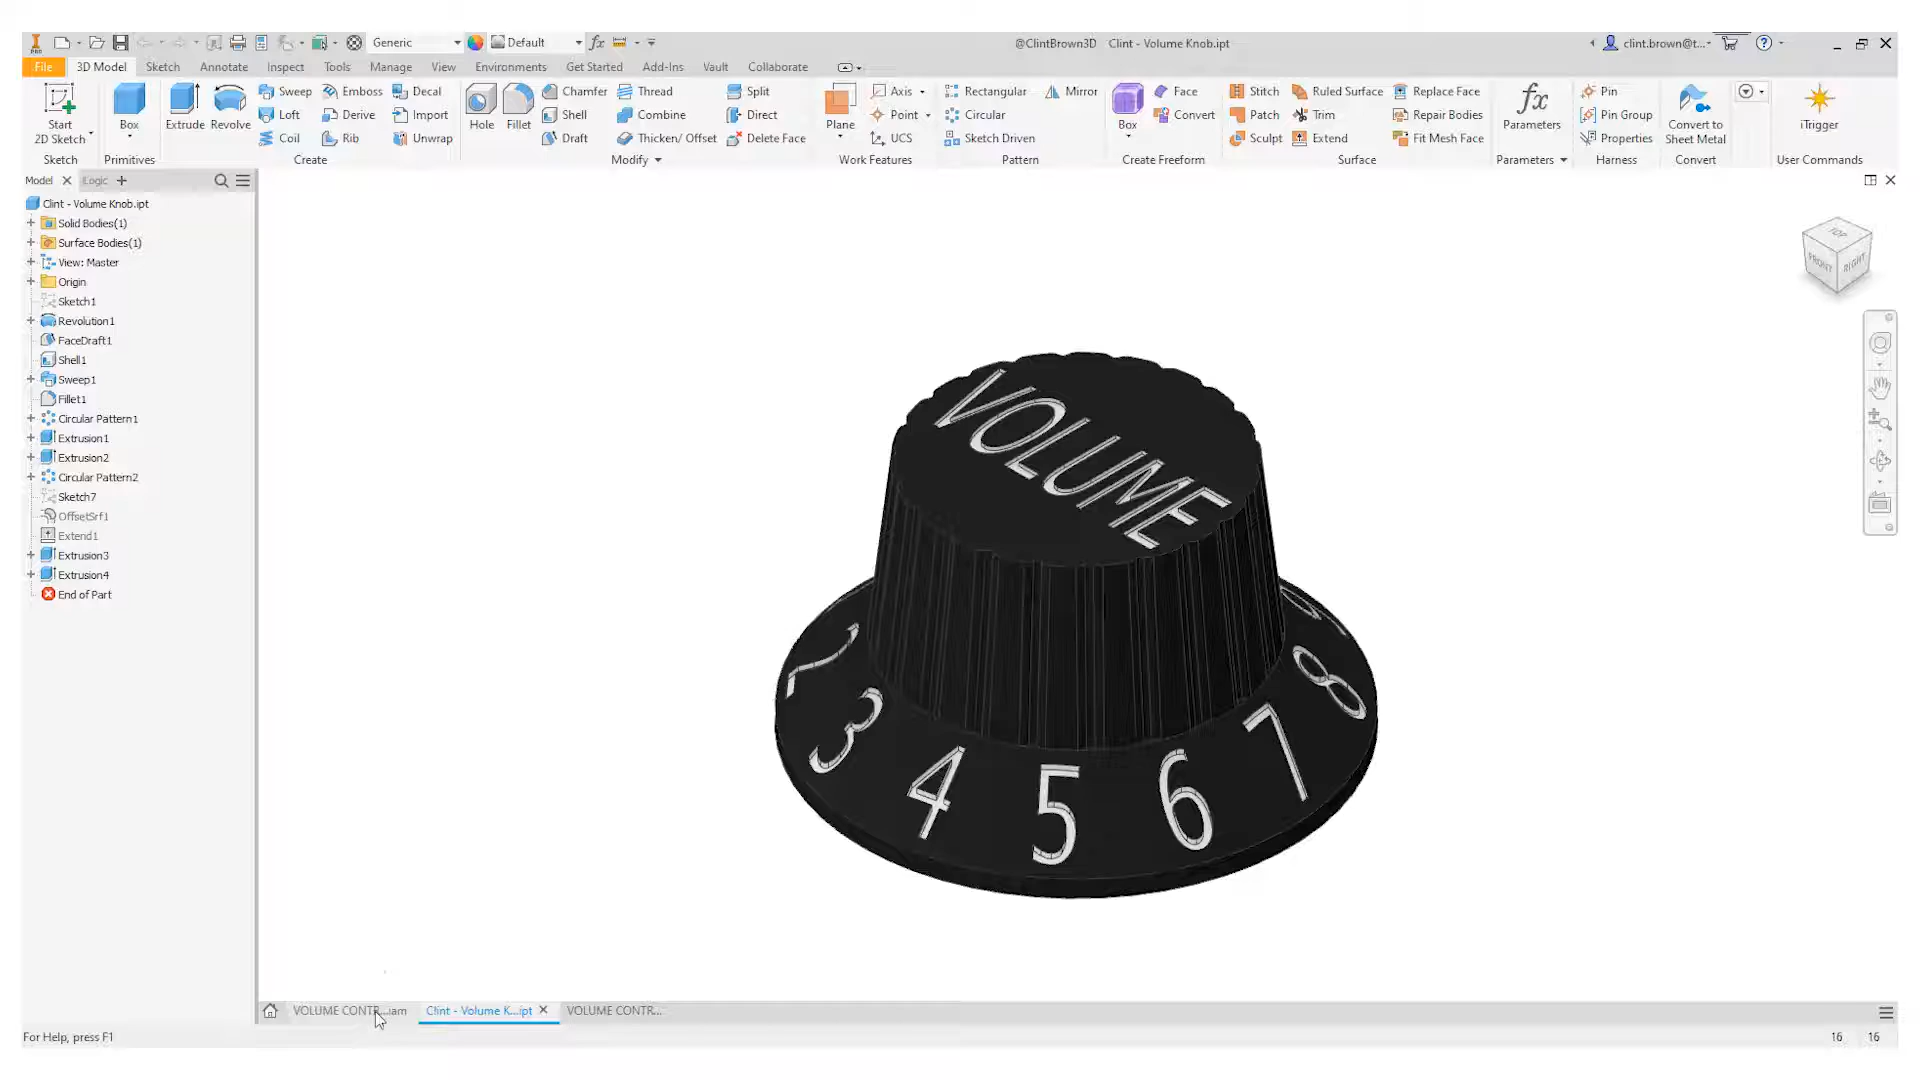 Generic
Default
fx
@ClintBrown3D Clint - Volume Knob.ipt
clint.brown@t...
File 3D Model Sketch Annotate Inspect Tools Manage View Environments Get Started Add-Ins Vault Collaborate
Start 2D Sketch
Sketch
Box
Primitives
Extrude Revolve
Sweep Emboss Decal
Loft Derive Import
Coil Rib Unwrap
Create
Hole Fillet
Chamfer Thread Split
Shell Combine Direct
Draft Thicken/ Offset Delete Face
Modify
Plane
Axis
Point
UCS
Work Features
Rectangular Mirror
Circular
Sketch Driven
Pattern
Box
Face
Convert
Create Freeform
Stitch Ruled Surface Replace Face
Patch Trim Repair Bodies
Sculpt Extend Fit Mesh Face
Surface
fx
Parameters
Parameters
Pin
Pin Group
Properties
Harness
Convert to Sheet Metal
Convert
iTrigger
User Commands
Model Logic
Clint - Volume Knob.ipt
Solid Bodies(1)
Surface Bodies(1)
View: Master
Origin
Sketch1
Revolution1
FaceDraft1
Shell1
Sweep1
Fillet1
Circular Pattern1
Extrusion1
Extrusion2
Circular Pattern2
Sketch7
OffsetSrf1
Extend1
Extrusion3
Extrusion4
End of Part
TOP
FRONT RIGHT
VOLUME
2 3 4 5 6 7 8
VOLUME CONTR...iam Clint - Volume K...ipt VOLUME CONTR...
For Help, press F1
16 16